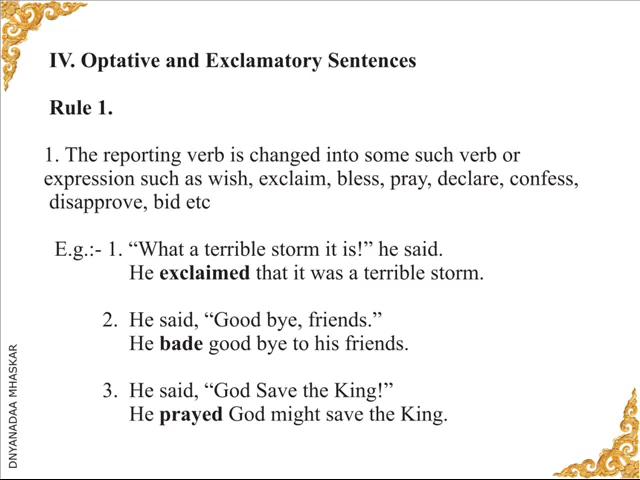 IV. Optative and Exclamatory Sentences
Rule 1.
1. The reporting verb is changed into some such verb or
expression such as wish, exclaim, bless, pray, declare, confess,
disapprove, bid etc
E.g.:- 1. “What a terrible storm it is!” he said.
He exclaimed that it was a terrible storm.
2. He said, “Good bye, friends.”
He bade good bye to his friends.
3. He said, “God Save the King!”
He prayed God might save the King.
DNYANADAA MHASKAR